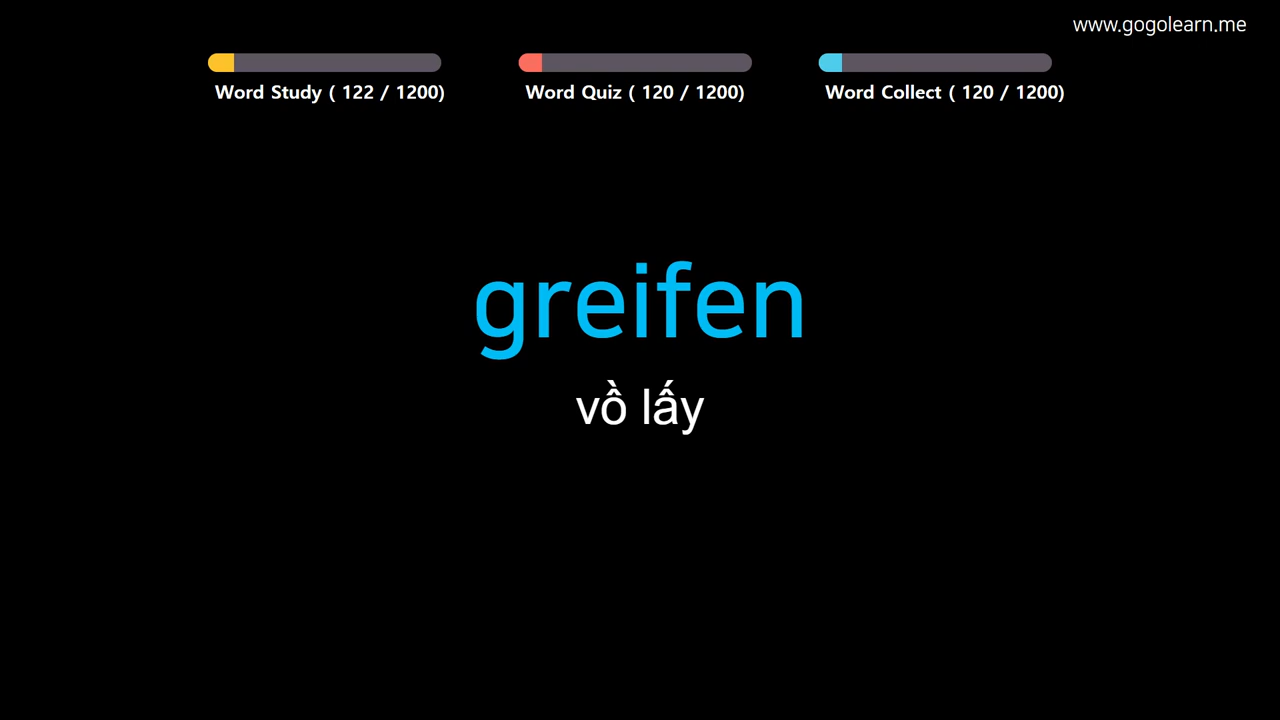 www.gogolearn.me
Word Study ( 122 / 1200)
Word Quiz ( 120 / 1200)
Word Collect ( 120 / 1200)
greifen
vồ lấy